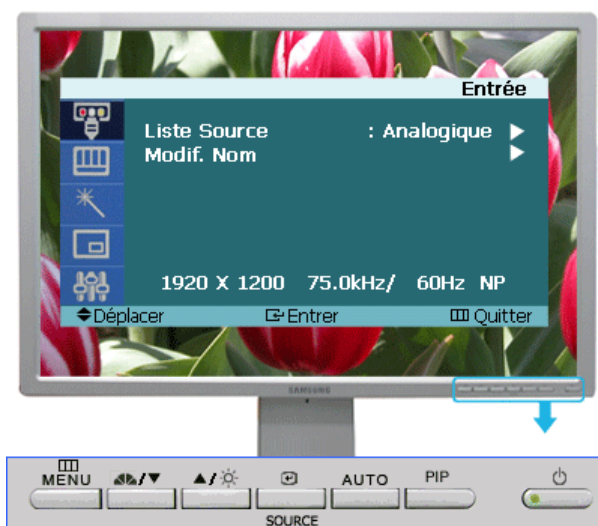 Entrée
Liste Source : Analogique
Modif. Nom
1920 X 1200 75.0kHz/ 60Hz NP
Déplacer Entrer Quitter
SAMSUNG
MENU AUTO PIP
SOURCE